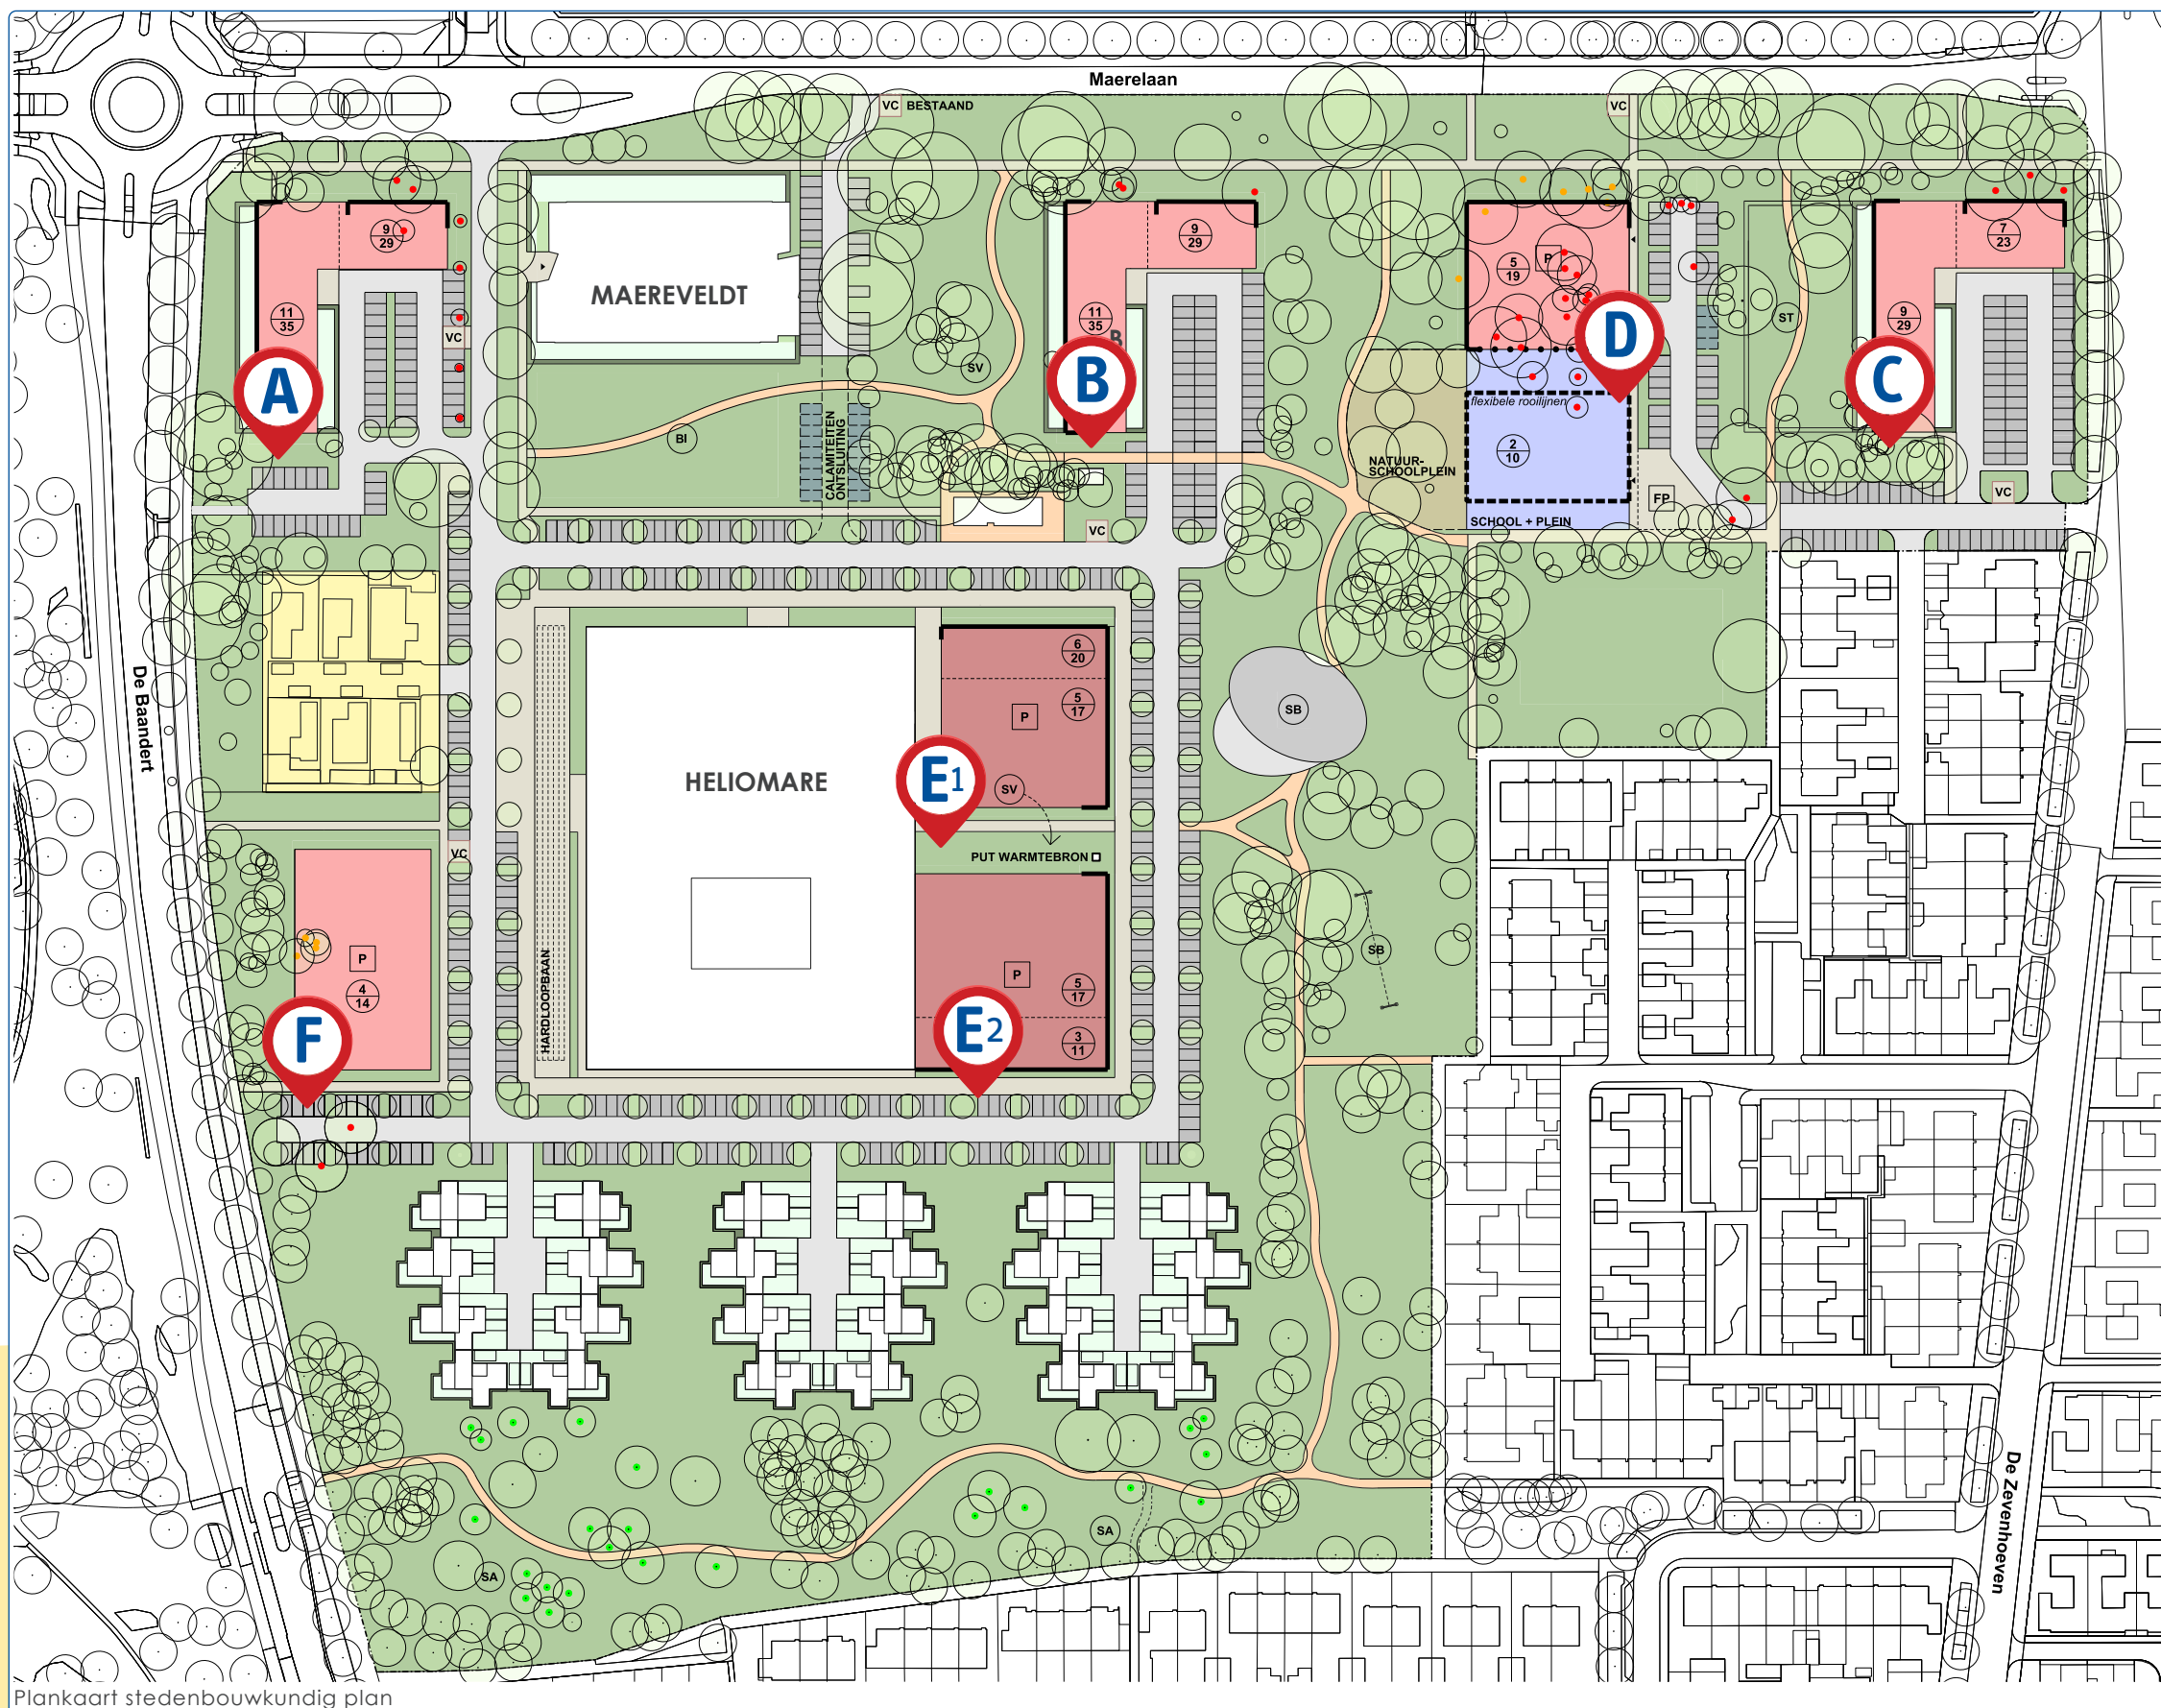 Maerelaan
VC BESTAAND
VC
9
29
9
29
7
23
5
19
P
MAEREVELDT
11
35
VC
11
35
B
ST
9
29
A
B
D
C
SV
flexibele rooilijnen
BI
CALAMITEITEN
ONTSLUITING
2
10
NATUUR-
SCHOOLPLEIN
FP
VC
VC
SCHOOL + PLEIN
De Baandert
6
20
5
17
P
SB
HELIOMARE
E1
SV
VC
PUT WARMTEBRON
HARDLOOPBAAN
P
4
14
P
5
17
SB
F
E2
3
11
SA
SA
De Zevenhoeven
Plankaart stedenbouwkundig plan